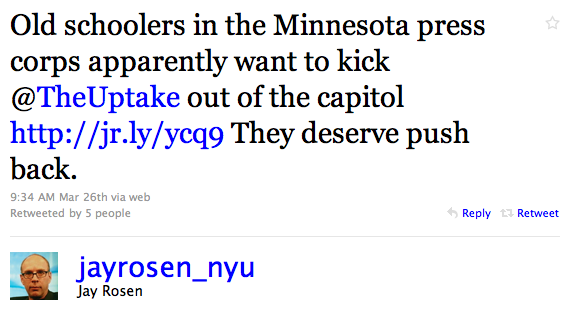 Old schoolers in the Minnesota press
corps apparently want to kick
@TheUptake out of the capitol
http://jr.ly/ycq9 They deserve push
back.
9:34 AM Mar 26th via web
Retweeted by 5 people
Reply Retweet
jayrosen_nyu
Jay Rosen